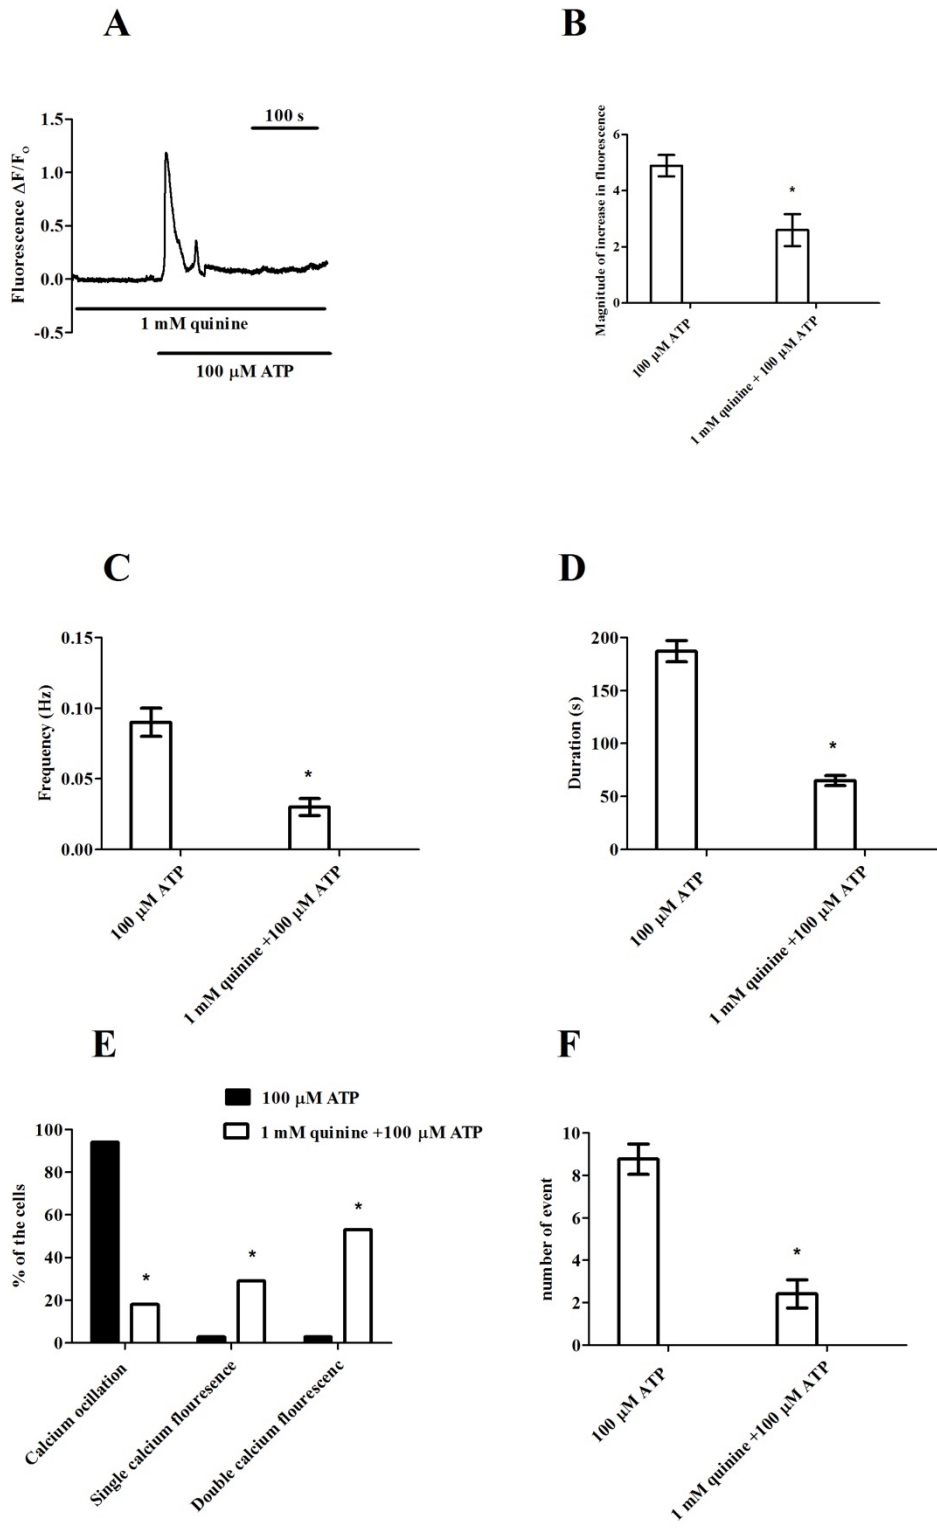 A
B
Fluorescence ΔF/Fo
1.5
1.0
0.5
0.0
-0.5
100 s
1 mM quinine
100 μM ATP
Magnitude of increase in fluorescence
6
4
2
0
*
100 μM ATP
1 mM quinine + 100 μM ATP
C
D
Frequency (Hz)
0.15
0.10
0.05
0.00
*
100 μM ATP
1 mM quinine +100 μM ATP
Duration (s)
200
150
100
50
0
*
100 μM ATP
1 mM quinine +100 μM ATP
E
F
100 μM ATP
1 mM quinine +100 μM ATP
% of the cells
100
80
60
40
20
0
*
*
*
Calcium ocillation
Single calcium flouresence
Double calcium flourescenc
number of event
10
8
6
4
2
0
*
100 μM ATP
1 mM quinine +100 μM ATP